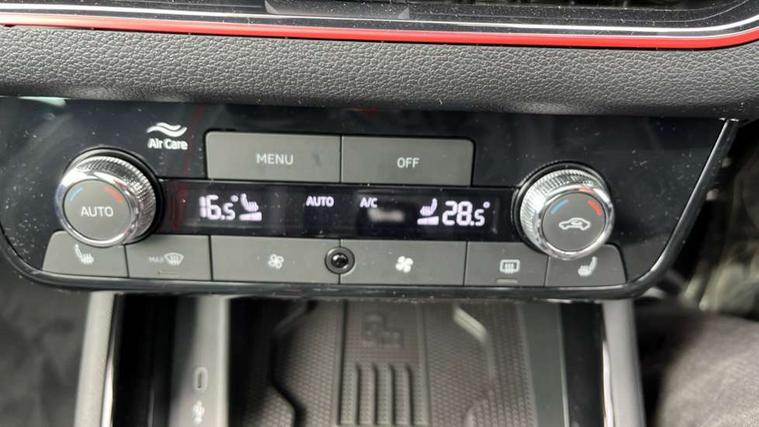 Air Care
MENU OFF
AUTO 16.5° AUTO A/C 28.5°
MAX